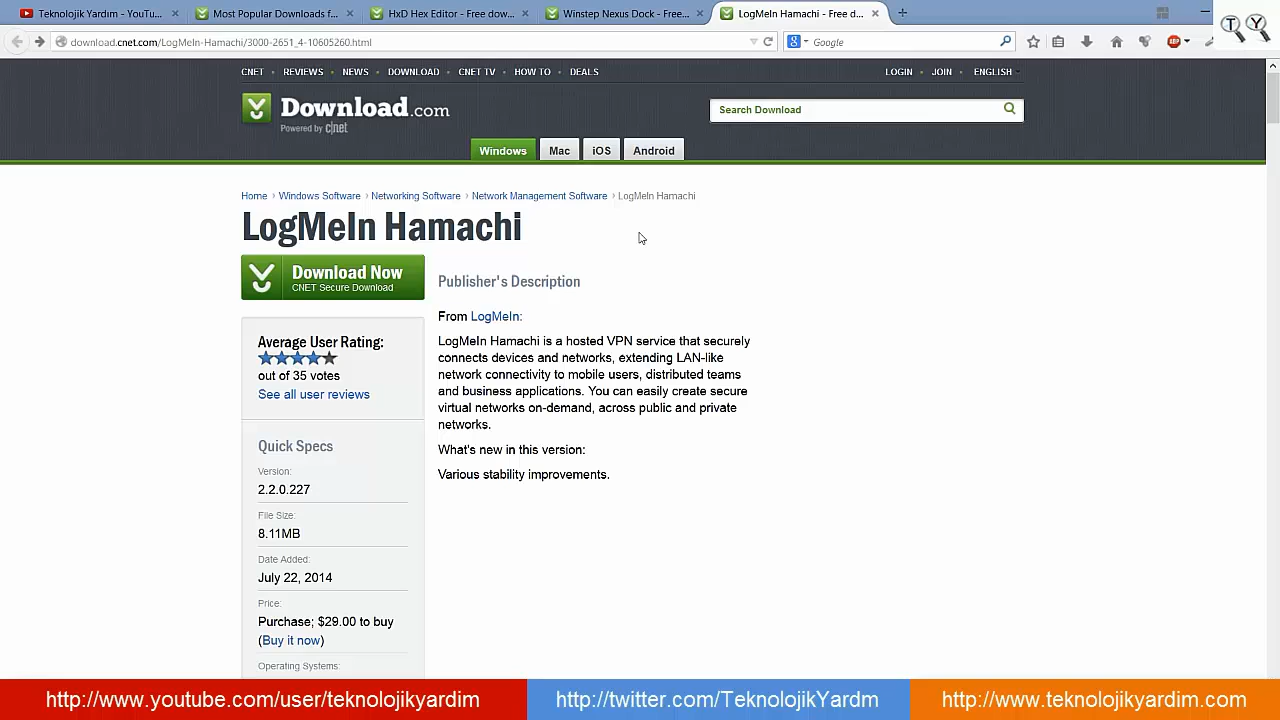 Teknolojik Yardım - YouTu...
Most Popular Downloads f...
HxD Hex Editor - Free dow...
Winstep Nexus Dock - Free...
LogMeIn Hamachi - Free d...
T Y
download.cnet.com/LogMeIn-Hamachi/3000-2651_4-10605260.html
Google
ABP
CNET • REVIEWS • NEWS • DOWNLOAD • CNET TV • HOW TO • DEALS
LOGIN • JOIN • ENGLISH
Download.com
Powered by c|net
Search Download
Windows
Mac
iOS
Android
Home › Windows Software › Networking Software › Network Management Software › LogMeIn Hamachi
LogMeIn Hamachi
Download Now
CNET Secure Download
Average User Rating:
out of 35 votes
See all user reviews
Quick Specs
Version:
2.2.0.227
File Size:
8.11MB
Date Added:
July 22, 2014
Price:
Purchase; $29.00 to buy
(Buy it now)
Operating Systems:
Publisher's Description
From LogMeIn:
LogMeIn Hamachi is a hosted VPN service that securely
connects devices and networks, extending LAN-like
network connectivity to mobile users, distributed teams
and business applications. You can easily create secure
virtual networks on-demand, across public and private
networks.
What's new in this version:
Various stability improvements.
http://www.youtube.com/user/teknolojikyardim
http://twitter.com/TeknolojikYardm
http://www.teknolojikyardim.com